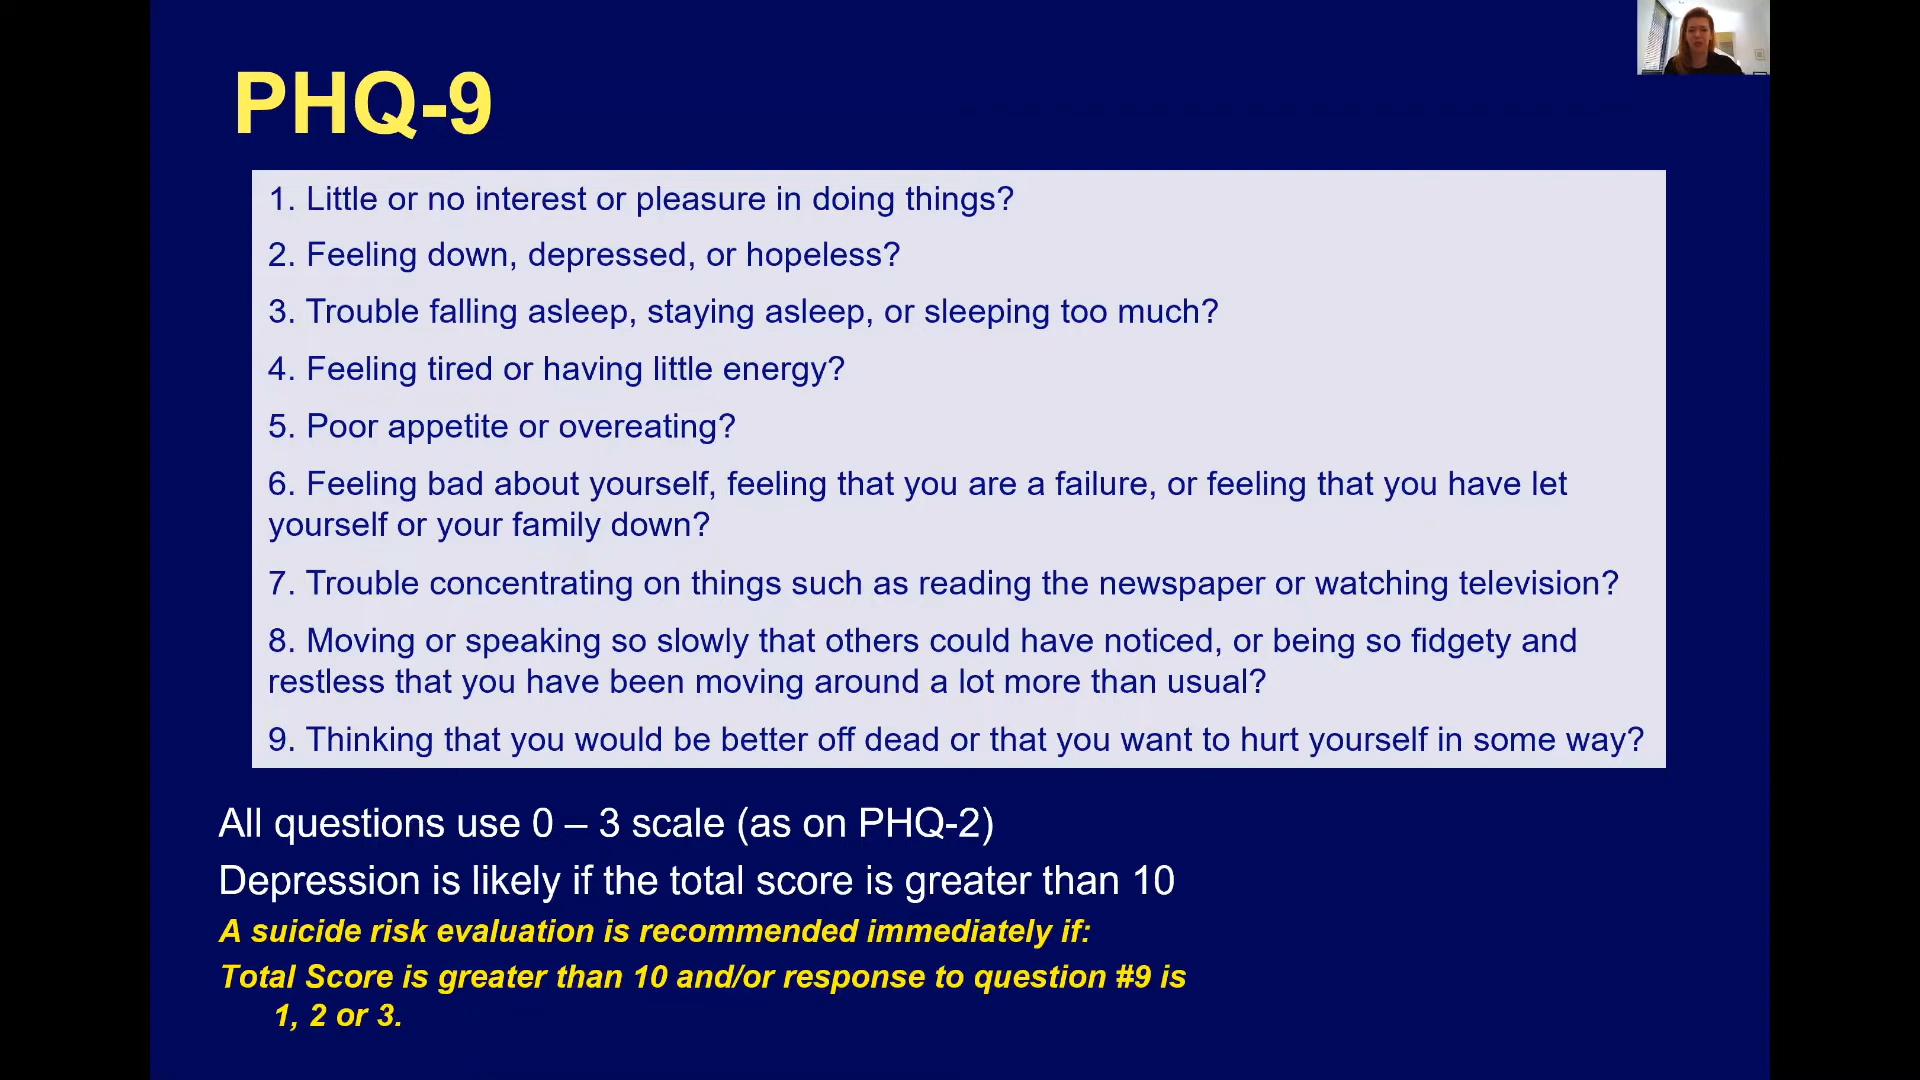 PHQ-9
1. Little or no interest or pleasure in doing things?
2. Feeling down, depressed, or hopeless?
3. Trouble falling asleep, staying asleep, or sleeping too much?
4. Feeling tired or having little energy?
5. Poor appetite or overeating?
6. Feeling bad about yourself, feeling that you are a failure, or feeling that you have let
yourself or your family down?
7. Trouble concentrating on things such as reading the newspaper or watching television?
8. Moving or speaking so slowly that others could have noticed, or being so fidgety and
restless that you have been moving around a lot more than usual?
9. Thinking that you would be better off dead or that you want to hurt yourself in some way?
All questions use 0 – 3 scale (as on PHQ-2)
Depression is likely if the total score is greater than 10
A suicide risk evaluation is recommended immediately if:
Total Score is greater than 10 and/or response to question #9 is
1, 2 or 3.